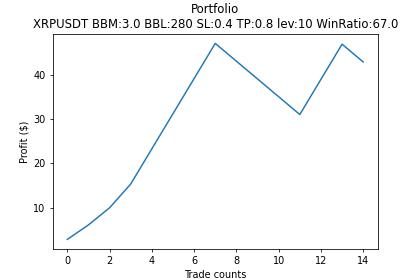 Portfolio
XRPUSDT BBM:3.0 BBL:280 SL:0.4 TP:0.8 lev:10 WinRatio:67.0
Profit ($)
40
30
20
10
0 2 4 6 8 10 12 14
Trade counts